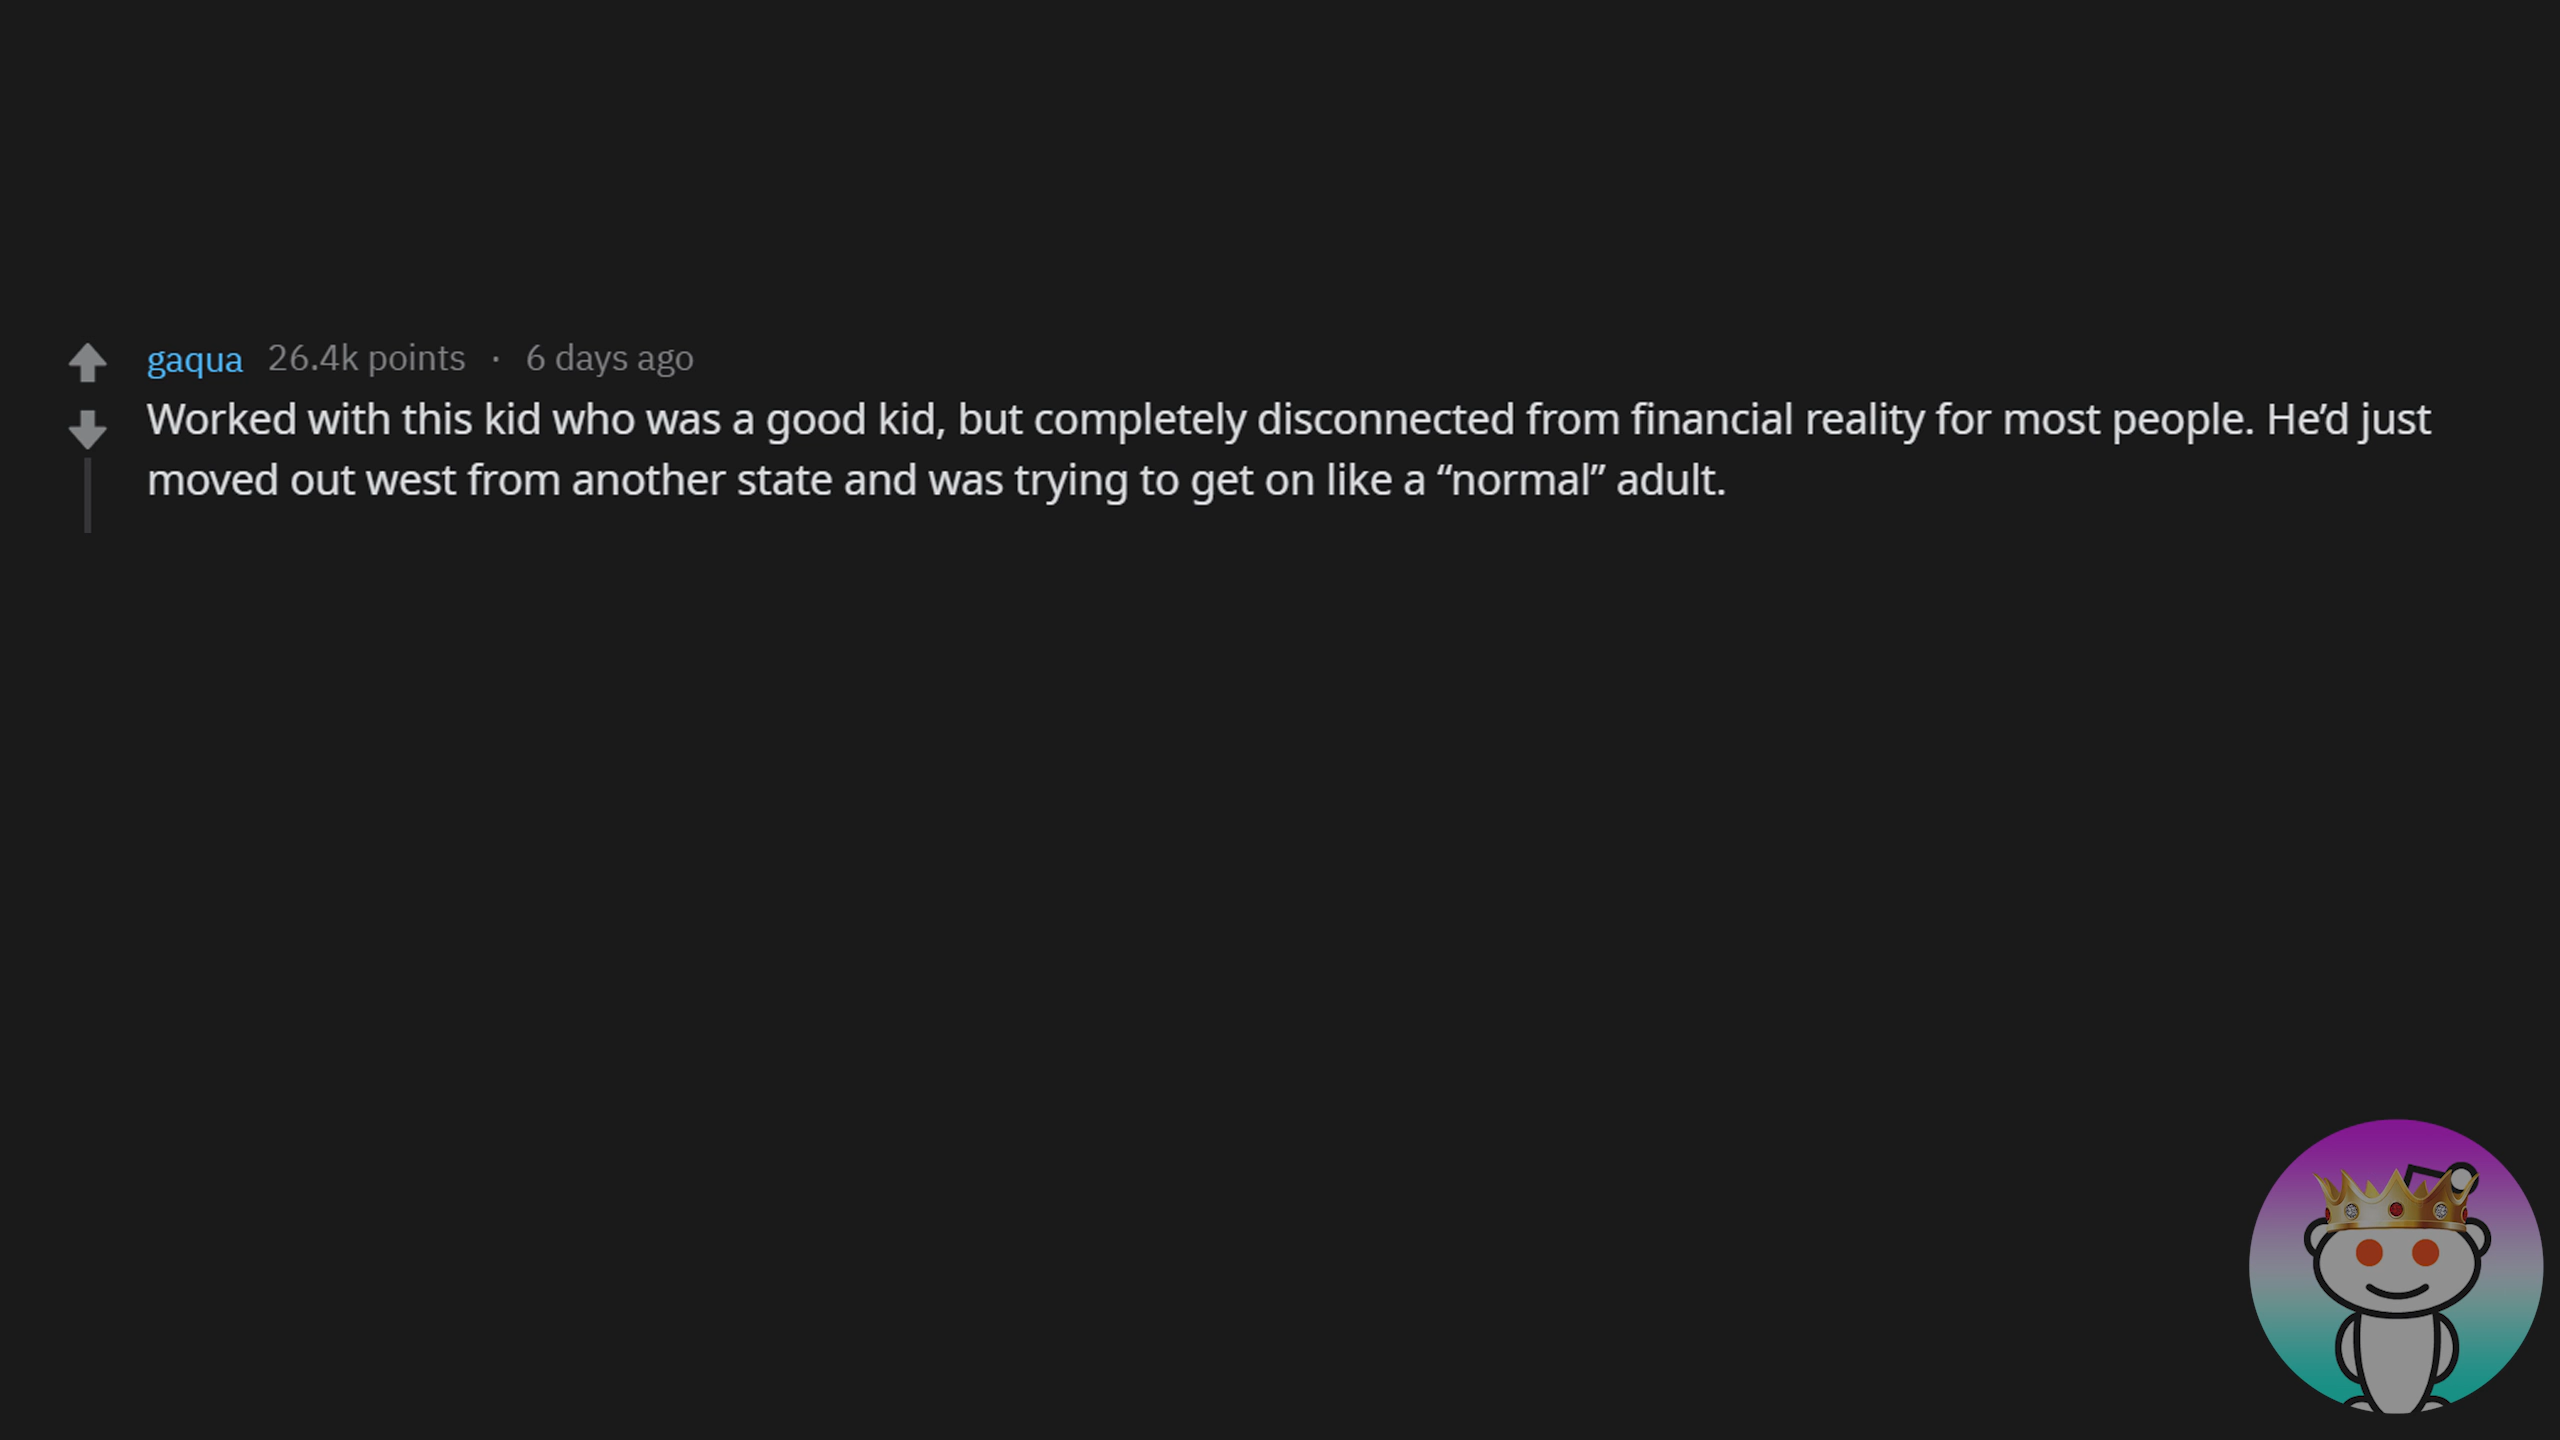 gaqua 26.4k points · 6 days ago
Worked with this kid who was a good kid, but completely disconnected from financial reality for most people. He’d just
moved out west from another state and was trying to get on like a “normal” adult.